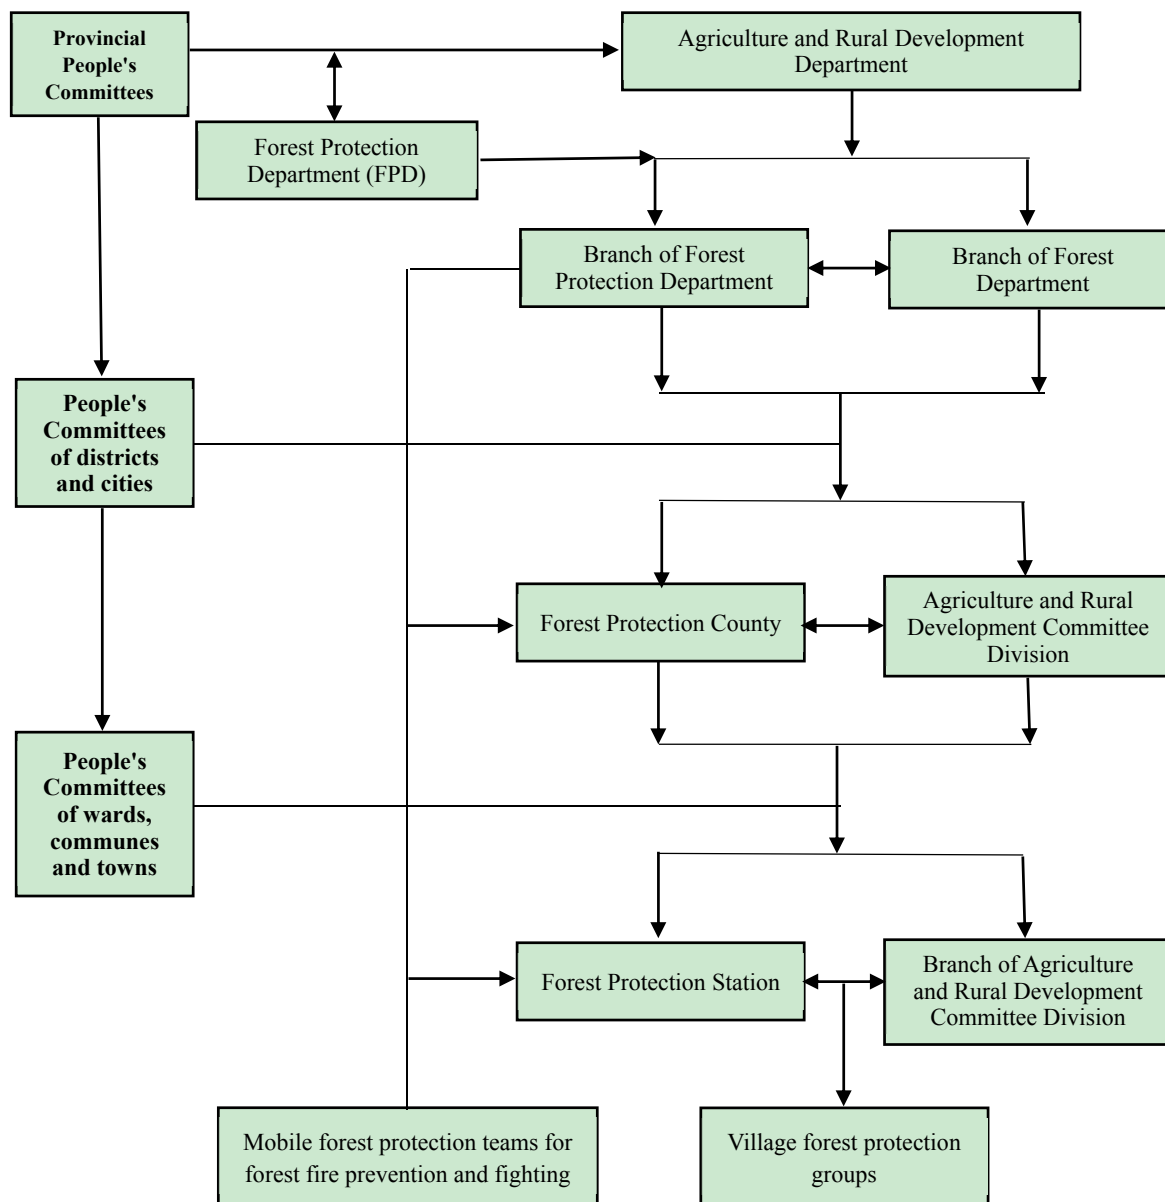 Provincial
People's
Committees
Agriculture and Rural Development
Department
Forest Protection
Department (FPD)
Branch of Forest
Protection Department
Branch of Forest
Department
People's
Committees
of districts
and cities
Forest Protection County
Agriculture and Rural
Development Committee
Division
People's
Committees
of wards,
communes
and towns
Forest Protection Station
Branch of Agriculture
and Rural Development
Committee Division
Mobile forest protection teams for
forest fire prevention and fighting
Village forest protection
groups